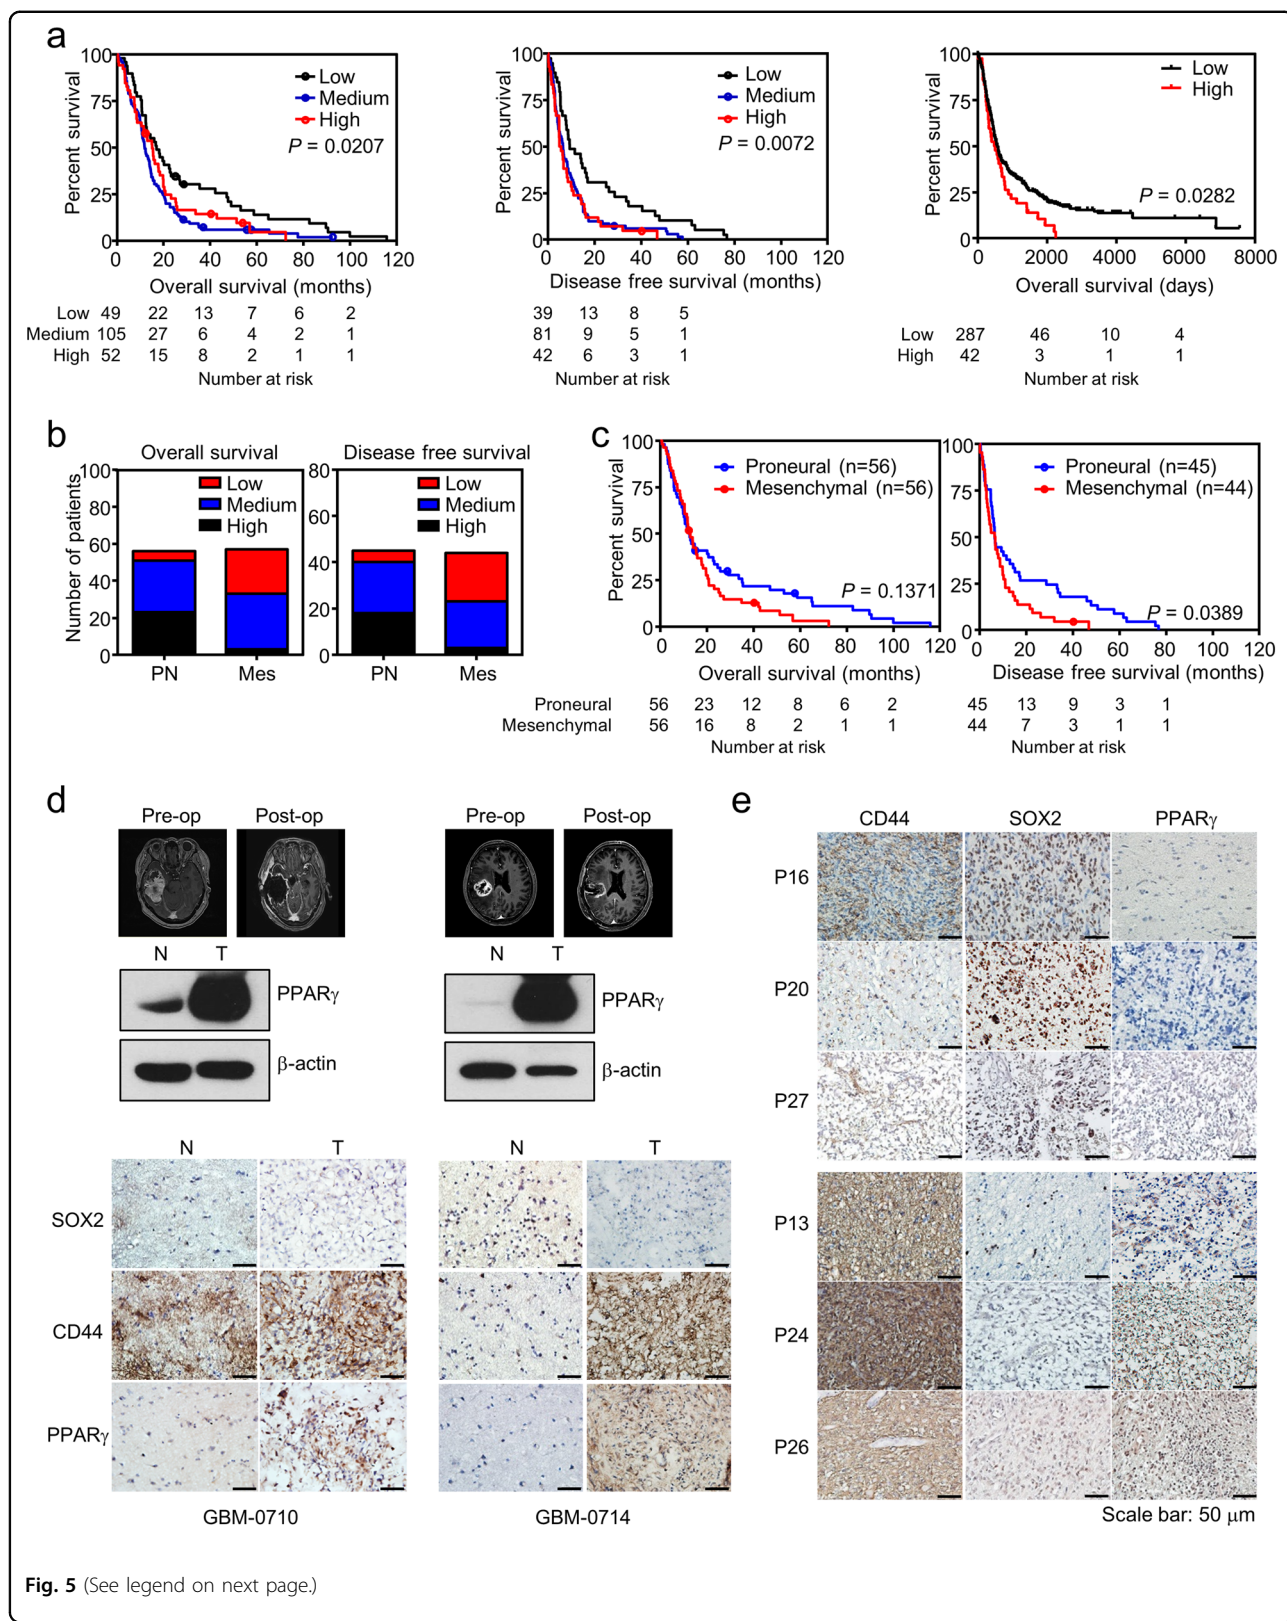 a
100
75
50
25
0
Percent survival
Low
Medium
High
P = 0.0207
0 20 40 60 80 100 120
Overall survival (months)
Low 49 22 13 7 6 2
Medium 105 27 6 4 2 1
High 52 15 8 2 1 1
Number at risk
100
75
50
25
0
Percent survival
Low
Medium
High
P = 0.0072
0 20 40 60 80 100 120
Disease free survival (months)
39 13 8 5
81 9 5 1
42 6 3 1
Number at risk
100
75
50
25
0
Percent survival
Low
High
P = 0.0282
0 2000 4000 6000 8000
Overall survival (days)
Low 287 46 10 4
High 42 3 1 1
Number at risk
b
Overall survival
Number of patients
100
80
60
40
20
0
Low
Medium
High
PN Mes
Disease free survival
80
60
40
20
0
Low
Medium
High
PN Mes
c
100
75
50
25
0
Percent survival
Proneural (n=56)
Mesenchymal (n=56)
P = 0.1371
0 20 40 60 80 100 120
Overall survival (months)
Proneural 56 23 12 8 6 2
Mesenchymal 56 16 8 2 1 1
Number at risk
100
75
50
25
0
Proneural (n=45)
Mesenchymal (n=44)
P = 0.0389
0 20 40 60 80 100 120
Disease free survival (months)
45 13 9 3 1
44 7 3 1 1
Number at risk
d
Pre-op Post-op
N T
PPARγ
β-actin
Pre-op Post-op
N T
PPARγ
β-actin
N T N T
SOX2
CD44
PPARγ
GBM-0710 GBM-0714
e
CD44 SOX2 PPARγ
P16
P20
P27
P13
P24
P26
Scale bar: 50 μm
Fig. 5 (See legend on next page.)